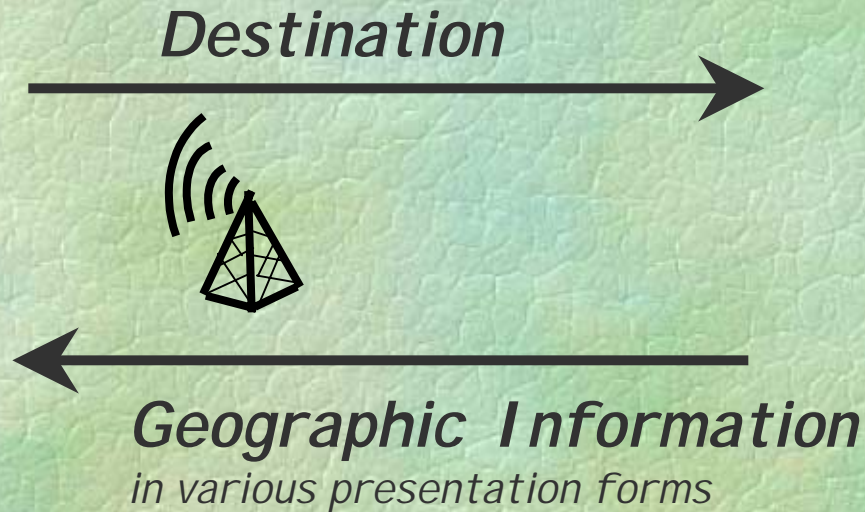 Destination
Geographic Information
in various presentation forms